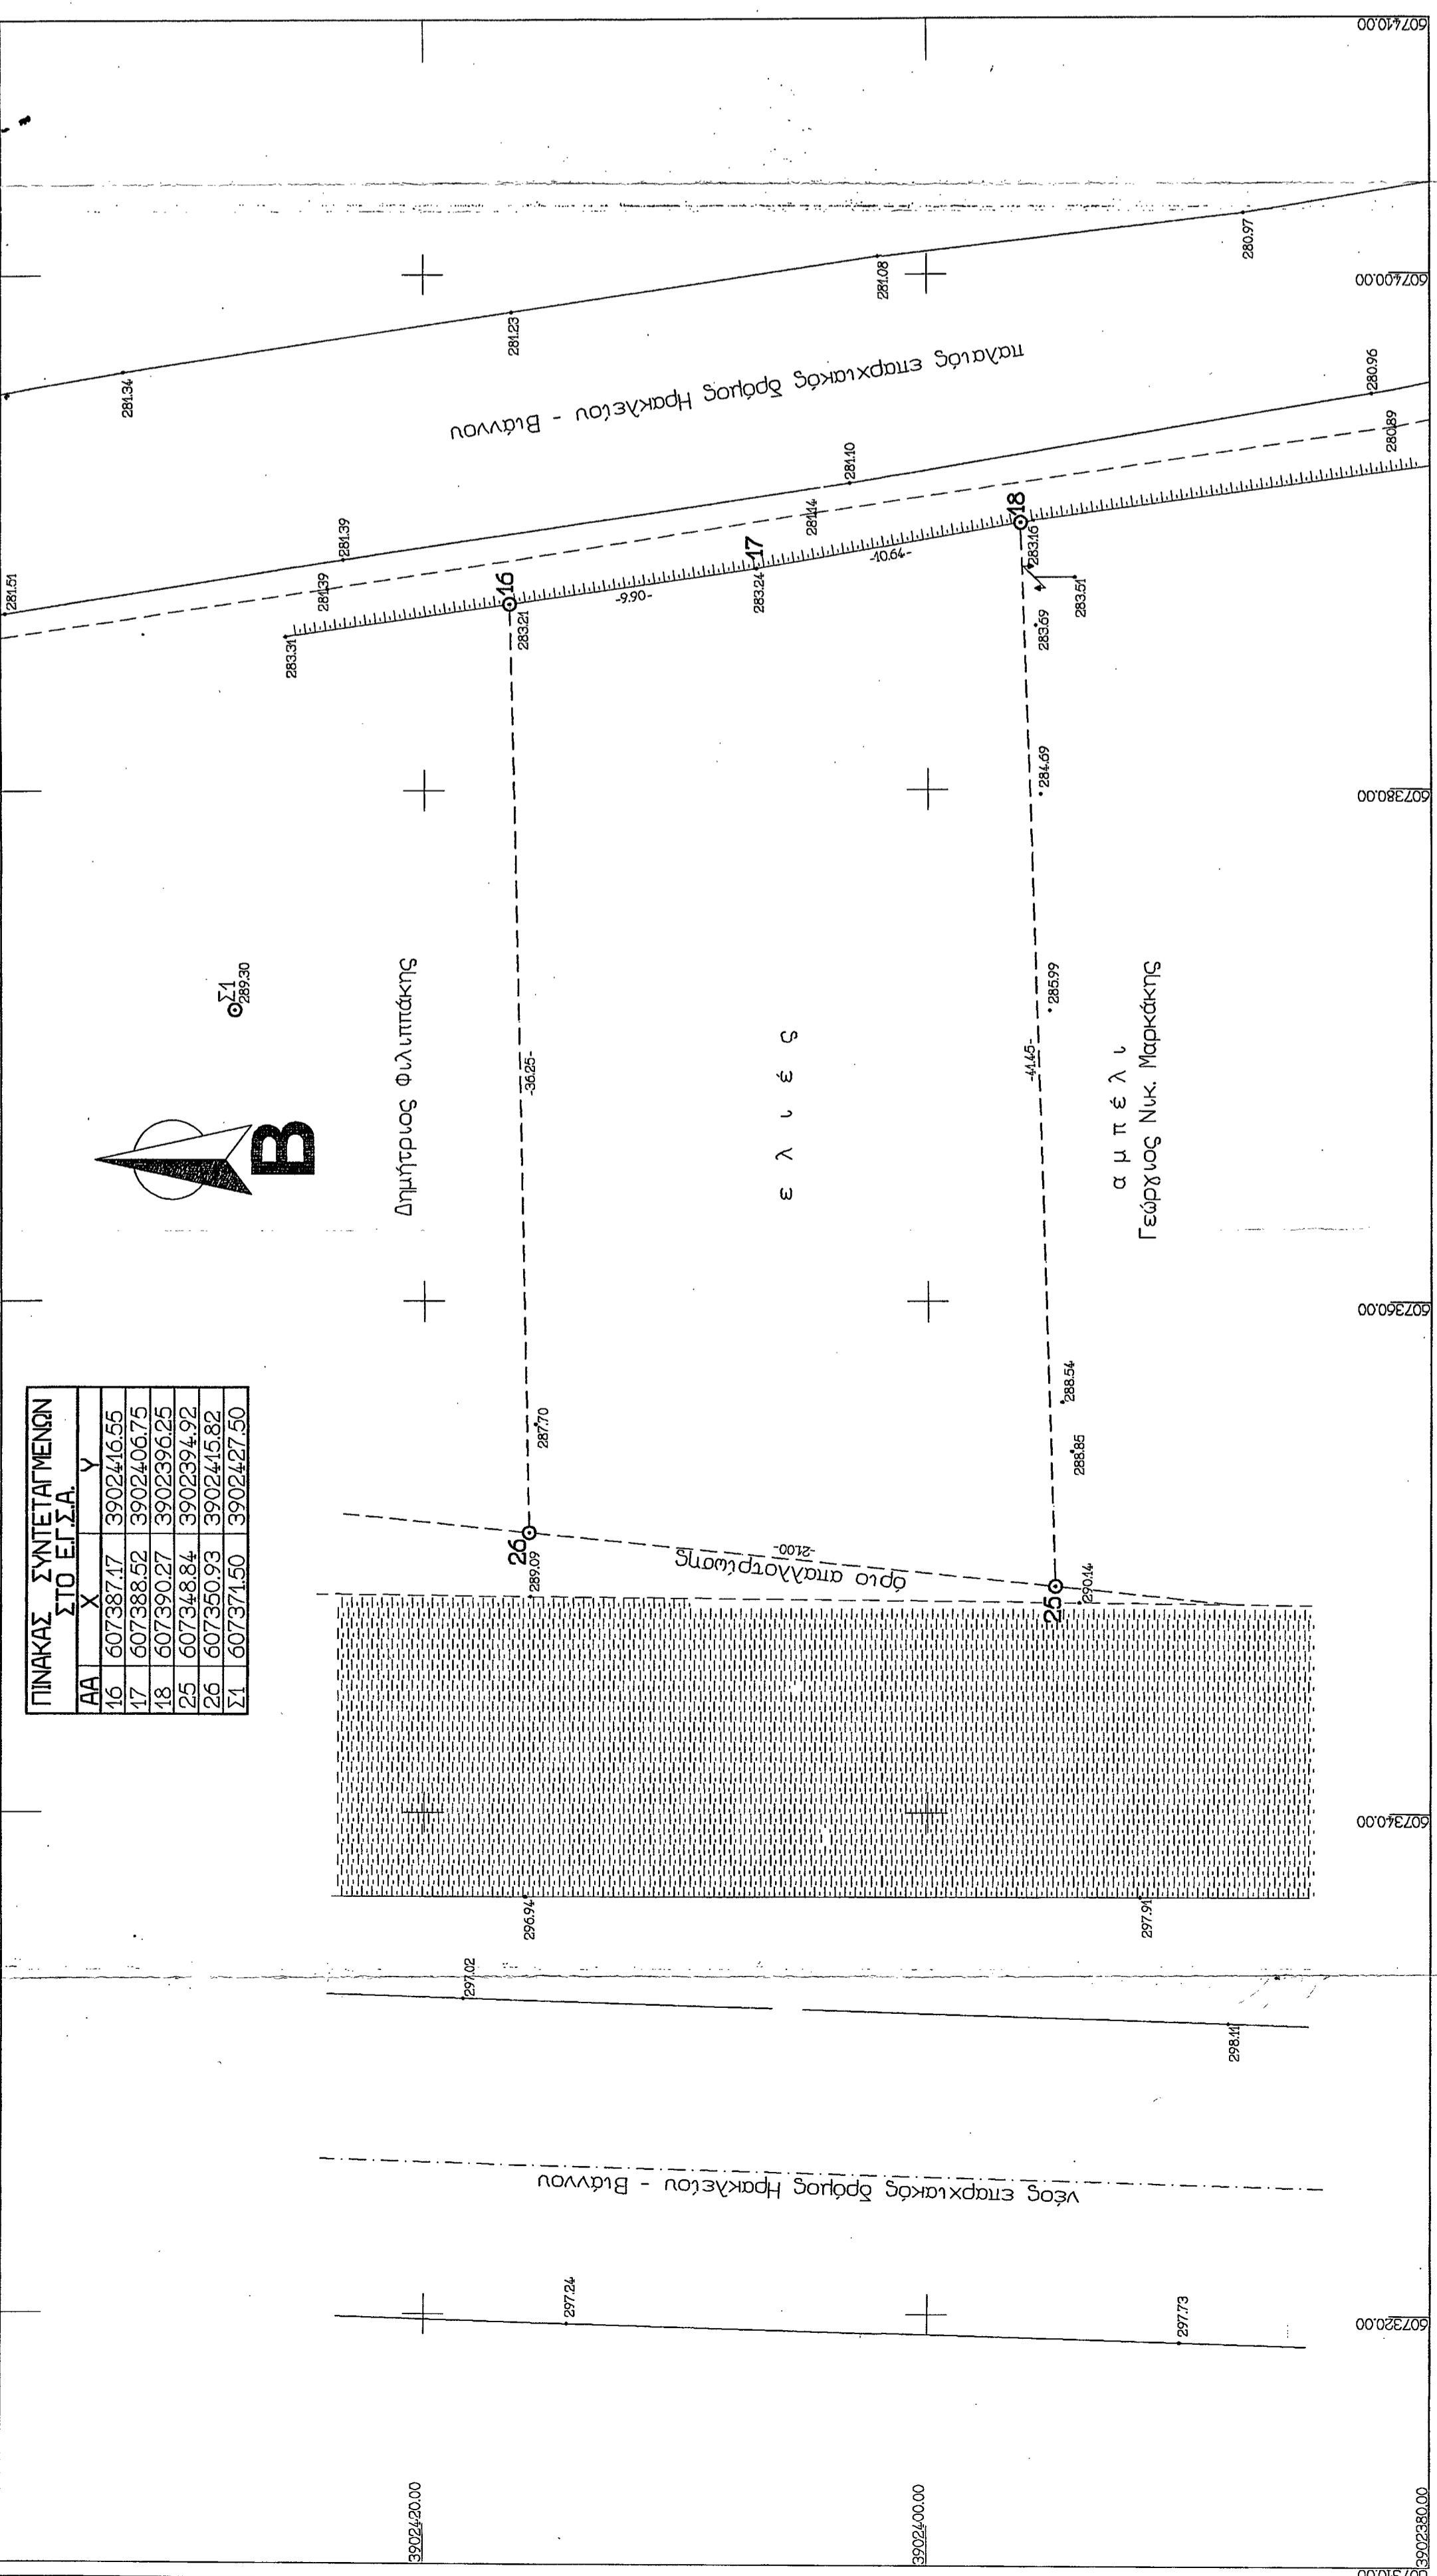 ΠΙΝΑΚΑΣ ΣΥΝΤΕΤΑΓΜΕΝΩΝ
ΣΤΟ Ε.Γ.Σ.Α.
ΑΑ X Y
16 607387.17 3902416.55
17 607388.52 3902406.75
18 607390.27 3902396.25
25 607348.84 3902394.92
26 607350.93 3902415.82
Σ1 607371.50 3902427.50
Β
Σ1
289.30
Δημήτριος Φιλιππάκης
ελιές
αμπέλι
Γεώργιος Νικ. Μαρκάκης
παλαιός επαρχιακός δρόμος Ηρακλείου - Βιάννου
νέος επαρχιακός δρόμος Ηρακλείου - Βιάννου
όριο απαλλοτρίωσης
-21.00-
-36.25-
-41.45-
-9.90-
-10.64-
16
283.21
17
283.24
18
283.16
25
290.14
26
289.09
281.51
281.34
281.39
281.39
283.31
281.23
281.08
281.10
281.14
280.97
280.96
280.89
283.51
283.69
284.69
285.99
288.54
288.85
287.70
296.94
297.91
297.02
298.11
297.24
297.73
607410.00
607400.00
607380.00
607360.00
607340.00
607320.00
607310.00
3902420.00
3902400.00
3902380.00